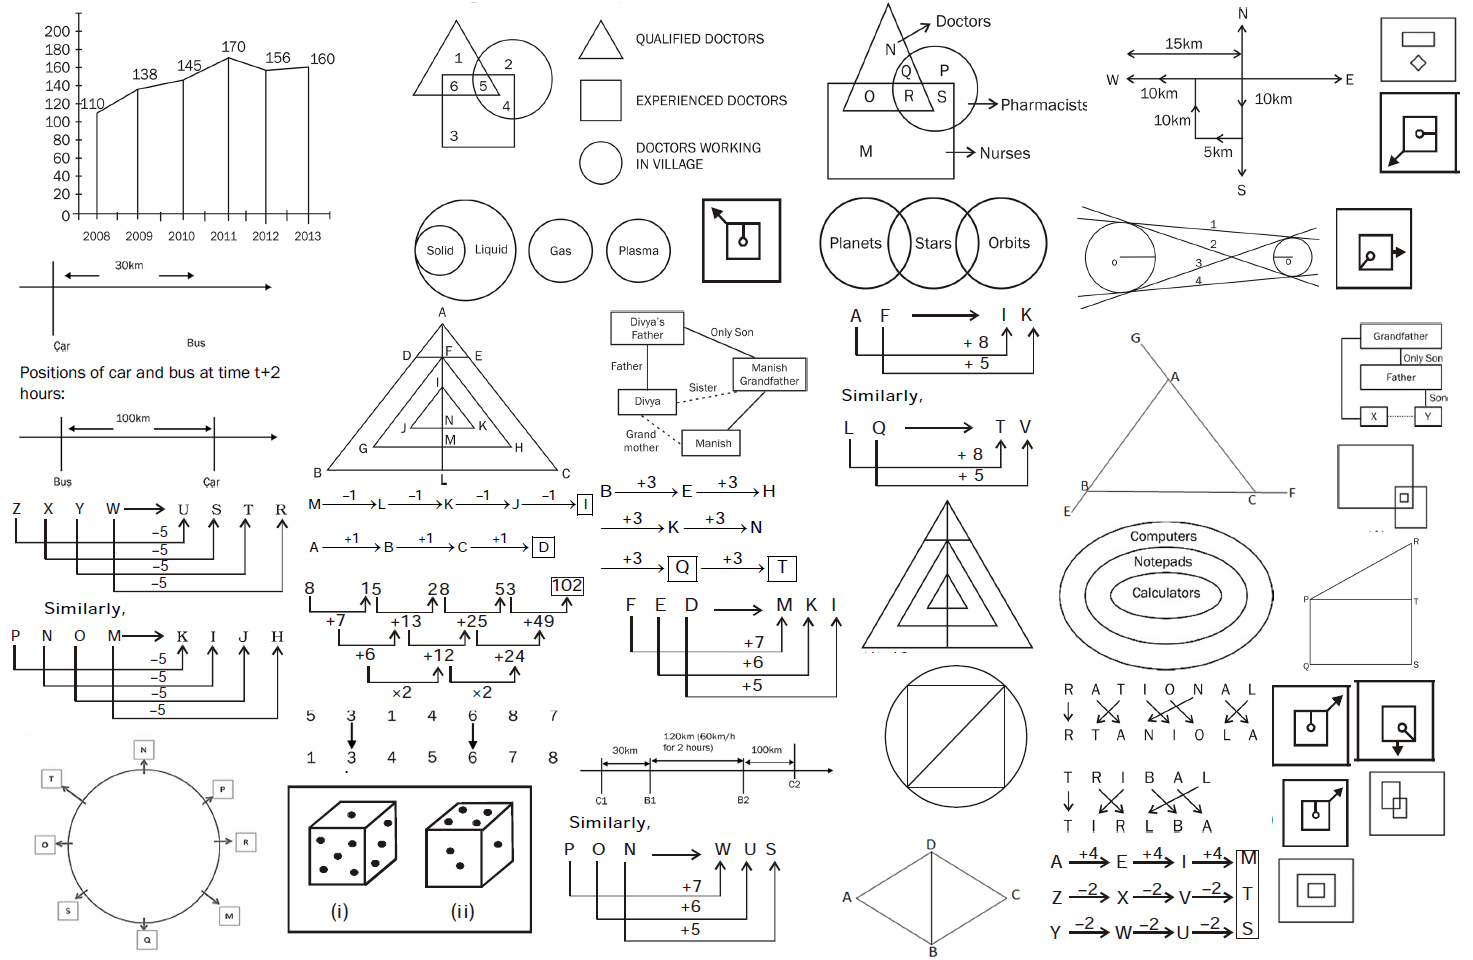 200
180
160
140
120
100
80
60
40
20
0
110
138
145
170
156
160
2008 2009 2010 2011 2012 2013
1
2
6 5
4
3
QUALIFIED DOCTORS
EXPERIENCED DOCTORS
DOCTORS WORKING
IN VILLAGE
Doctors
N
Q P
O R S
Pharmacists
M
Nurses
N
15km
W E
10km
10km
10km
5km
S
30km
Car
Bus
Positions of car and bus at time t+2
hours:
100km
Bus
Car
Solid Liquid Gas Plasma
Planets Stars Orbits
1
2
3
4
o o
A
D F E
I
N
J K
M
G H
B L C
Divya's
Father
Only Son
Father
Manish
Grandfather
Sister
Divya
Grand
mother
Manish
A F I K
+ 8
+ 5
Similarly,
L Q T V
+ 8
+ 5
G
A
B
C F
E
Grandfather
Only Son
Father
Son
X Y
Z X Y W U S T R
–5
–5
–5
–5
Similarly,
P N O M K I J H
–5
–5
–5
–5
M –1 L –1 K –1 J –1 I
A +1 B +1 C +1 D
8 15 28 53 102
+7 +13 +25 +49
+6 +12 +24
×2 ×2
5 3 1 4 6 8 7
1 3 4 5 6 7 8
B +3 E +3 H
+3 K +3 N
+3 Q +3 T
F E D M K I
+7
+6
+5
Computers
Notepads
Calculators
R
P T
Q S
N
T P
O R
S M
Q
(i) (ii)
30km
120km (60km/h
for 2 hours)
100km
C1 B1 B2 C2
Similarly,
P O N W U S
+7
+6
+5
D
A C
B
R A T I O N A L
R T A N I O L A
T R I B A L
T I R L B A
A +4 E +4 I +4 M
Z –2 X –2 V –2 T
Y –2 W –2 U –2 S